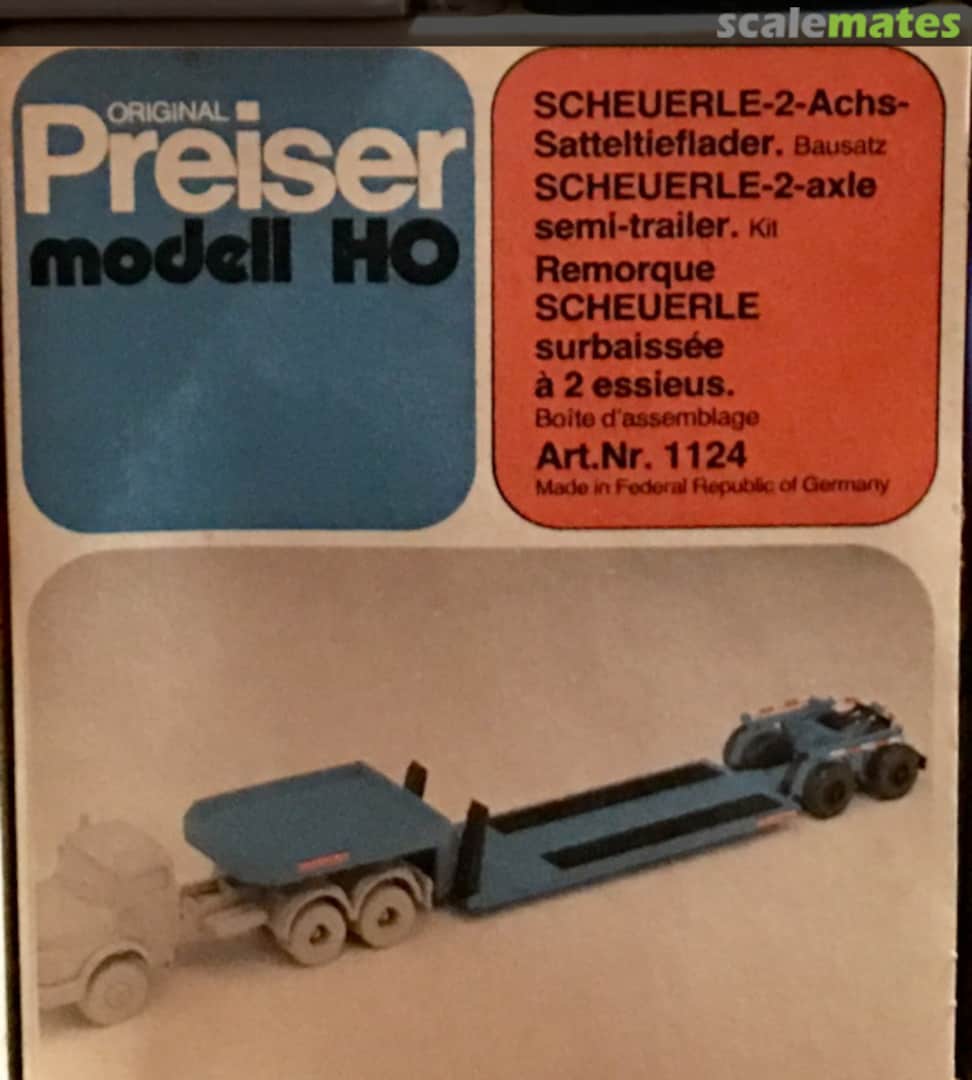 scalemates
ORIGINAL
Preiser
modell HO
SCHEUERLE-2-Achs-
Satteltieflader. Bausatz
SCHEUERLE-2-axle
semi-trailer. Kit
Remorque
SCHEUERLE
surbaissée
à 2 essieus.
Boîte d'assemblage
Art.Nr. 1124
Made in Federal Republic of Germany